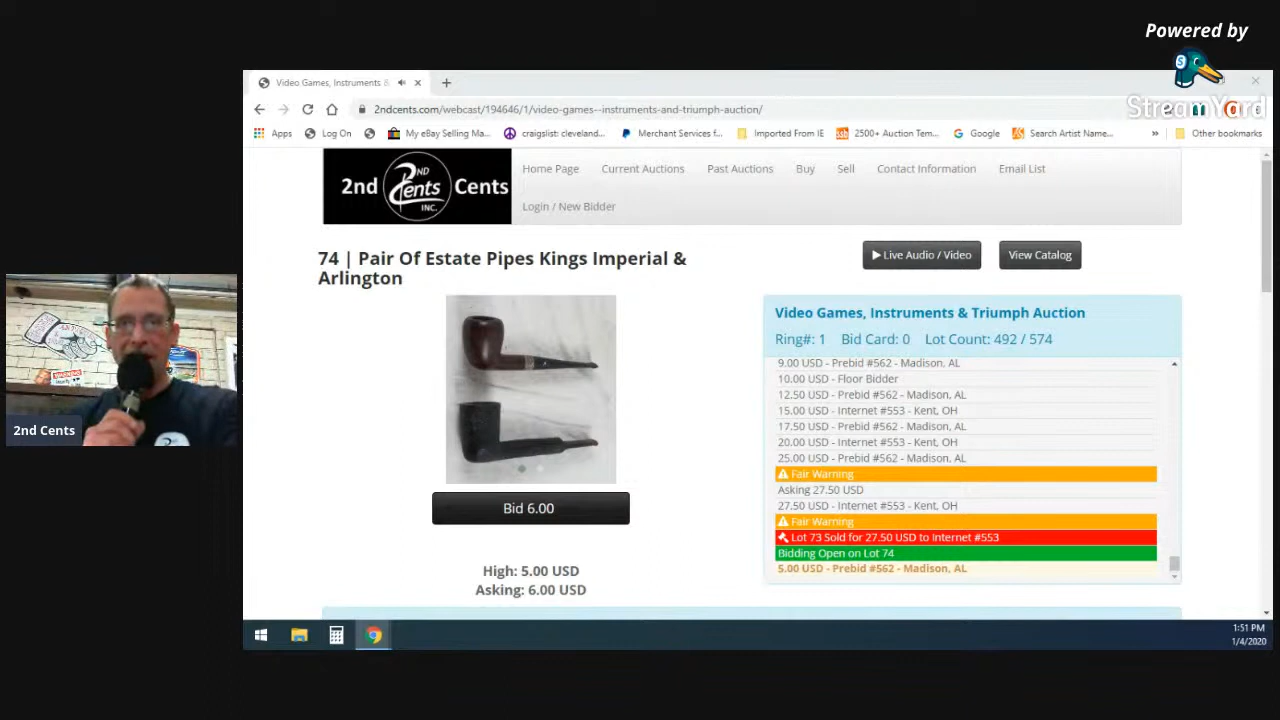 Powered by
StreamYard
Video Games, Instruments &
2ndcents.com/webcast/194646/1/video-games--instruments-and-triumph-auction/
Apps
Log On
My eBay Selling Ma...
craigslist: cleveland...
Merchant Services f...
Imported From IE
2500+ Auction Tem...
Google
Search Artist Name...
»
Other bookmarks
2nd Cents
2ND Cents INC.
Home Page
Current Auctions
Past Auctions
Buy
Sell
Contact Information
Email List
Login / New Bidder
74 | Pair Of Estate Pipes Kings Imperial &
Arlington
Live Audio / Video
View Catalog
Bid 6.00
High: 5.00 USD
Asking: 6.00 USD
Video Games, Instruments & Triumph Auction
Ring#: 1 Bid Card: 0 Lot Count: 492 / 574
9.00 USD - Prebid #562 - Madison, AL
10.00 USD - Floor Bidder
12.50 USD - Prebid #562 - Madison, AL
15.00 USD - Internet #553 - Kent, OH
17.50 USD - Prebid #562 - Madison, AL
20.00 USD - Internet #553 - Kent, OH
25.00 USD - Prebid #562 - Madison, AL
Fair Warning
Asking 27.50 USD
27.50 USD - Internet #553 - Kent, OH
Fair Warning
Lot 73 Sold for 27.50 USD to Internet #553
Bidding Open on Lot 74
5.00 USD - Prebid #562 - Madison, AL
2nd Cents
1:51 PM
1/4/2020